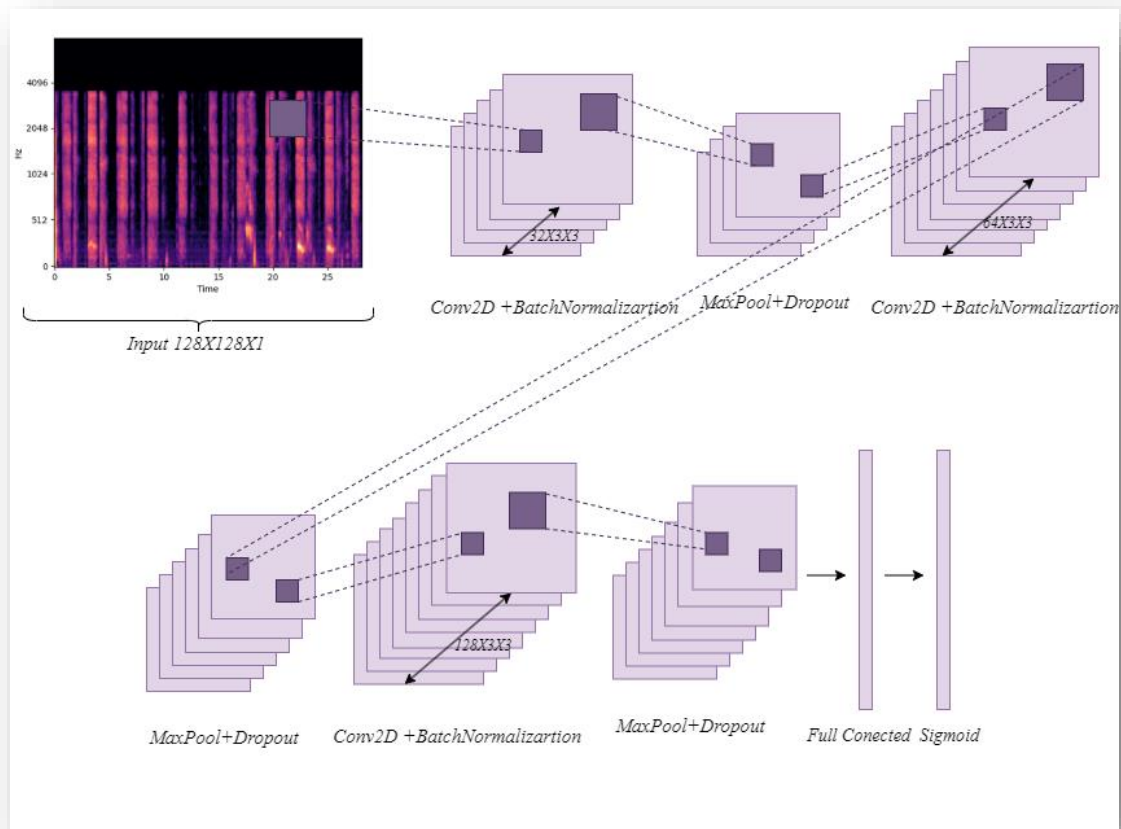 4096
2048
1024
512
0
Hz
0 5 10 15 20 25
Time
Input 128X128X1
32X3X3
Conv2D +BatchNormalizartion
MaxPool+Dropout
64X3X3
Conv2D +BatchNormalizartion
MaxPool+Dropout
128X3X3
Conv2D +BatchNormalizartion
MaxPool+Dropout
Full Conected Sigmoid